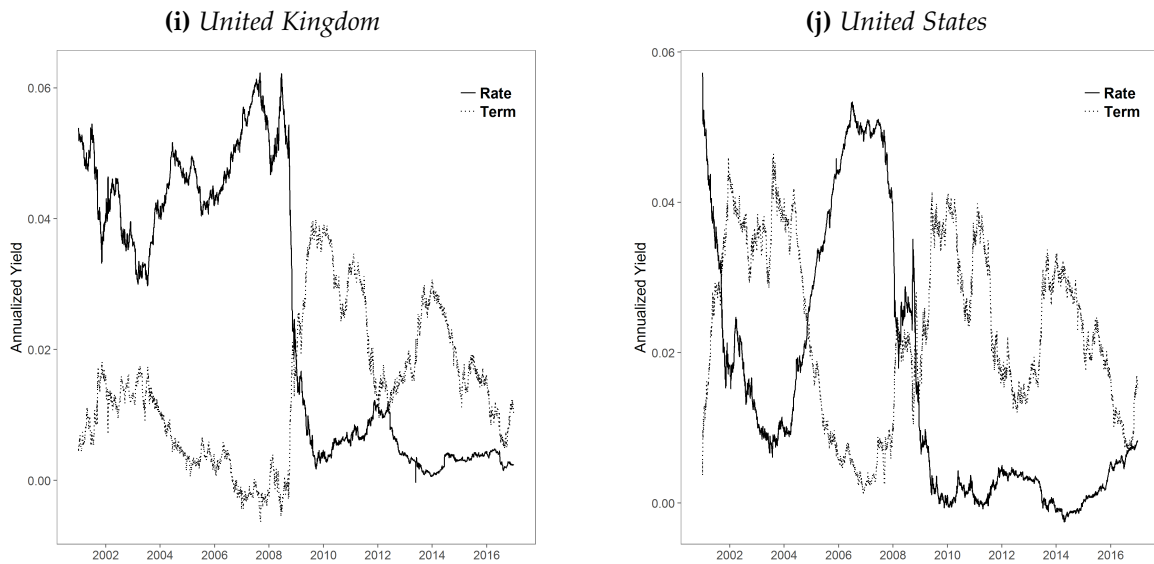 (i) United Kingdom
0.06
0.04
0.02
0.00
Annualized Yield
Rate
Term
2002 2004 2006 2008 2010 2012 2014 2016
(j) United States
0.06
0.04
0.02
0.00
Annualized Yield
Rate
Term
2002 2004 2006 2008 2010 2012 2014 2016